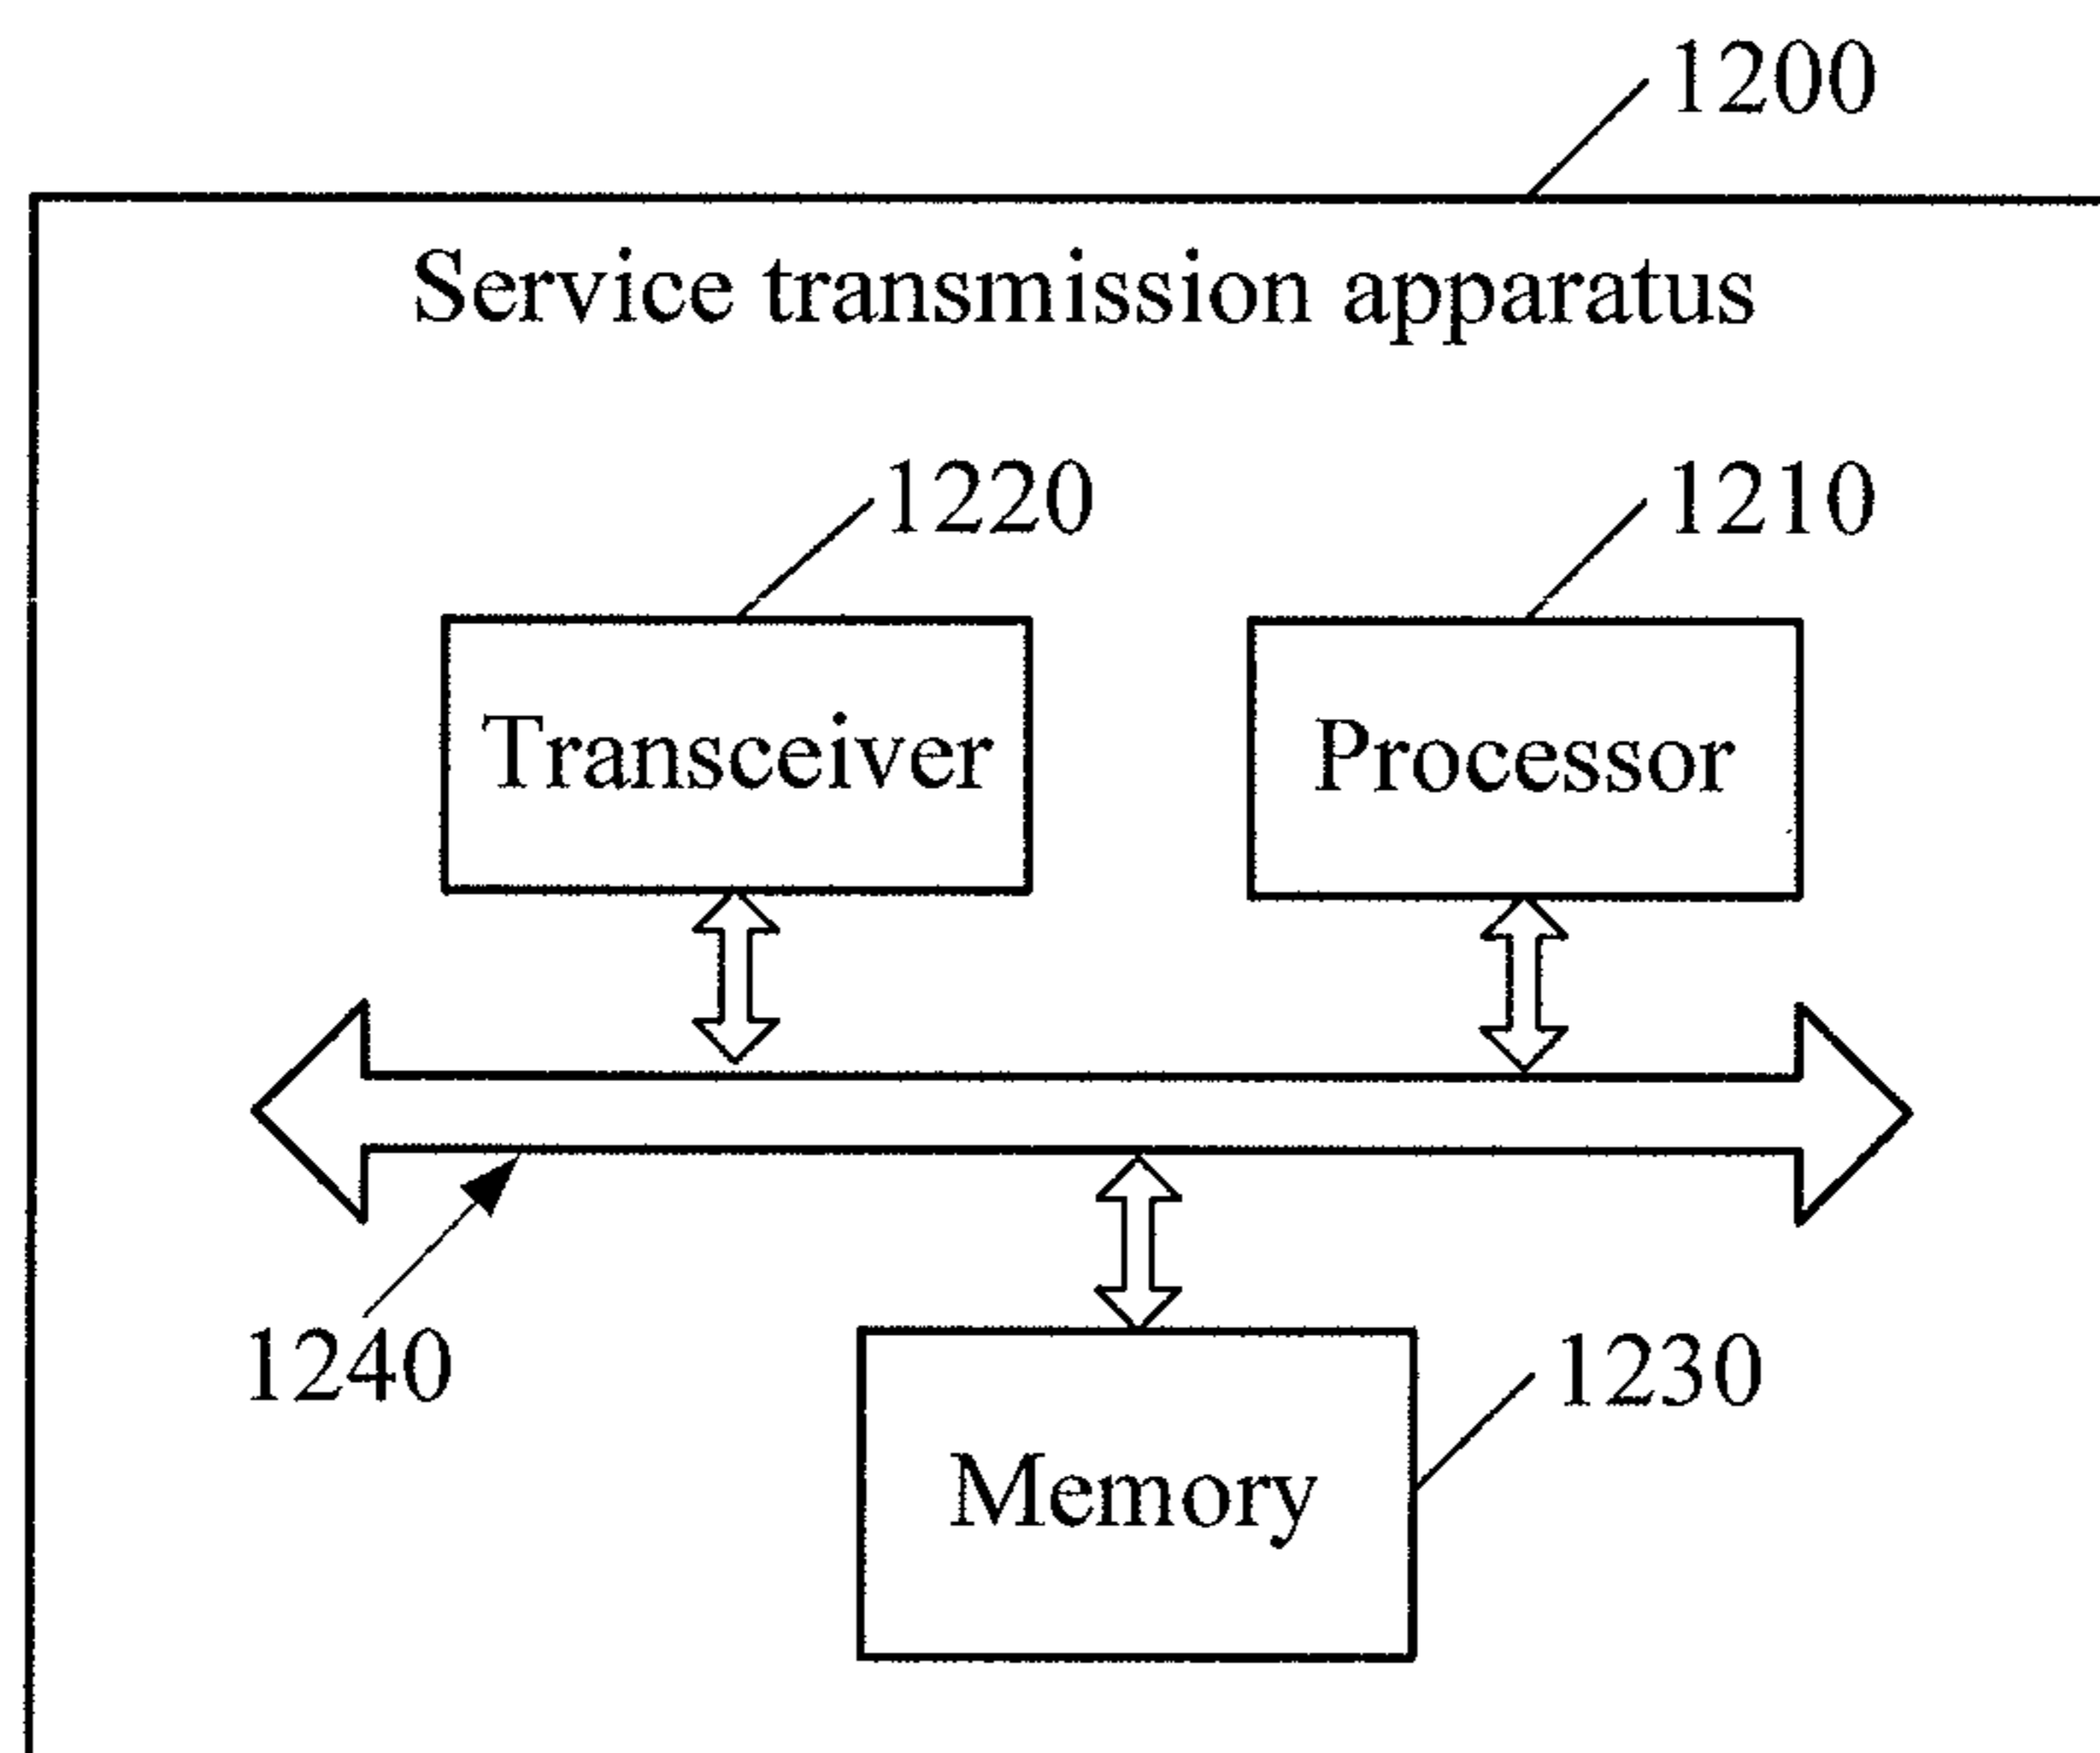 1200
Service transmission apparatus
1220
1210
Transceiver
Processor
1240
1230
Memory